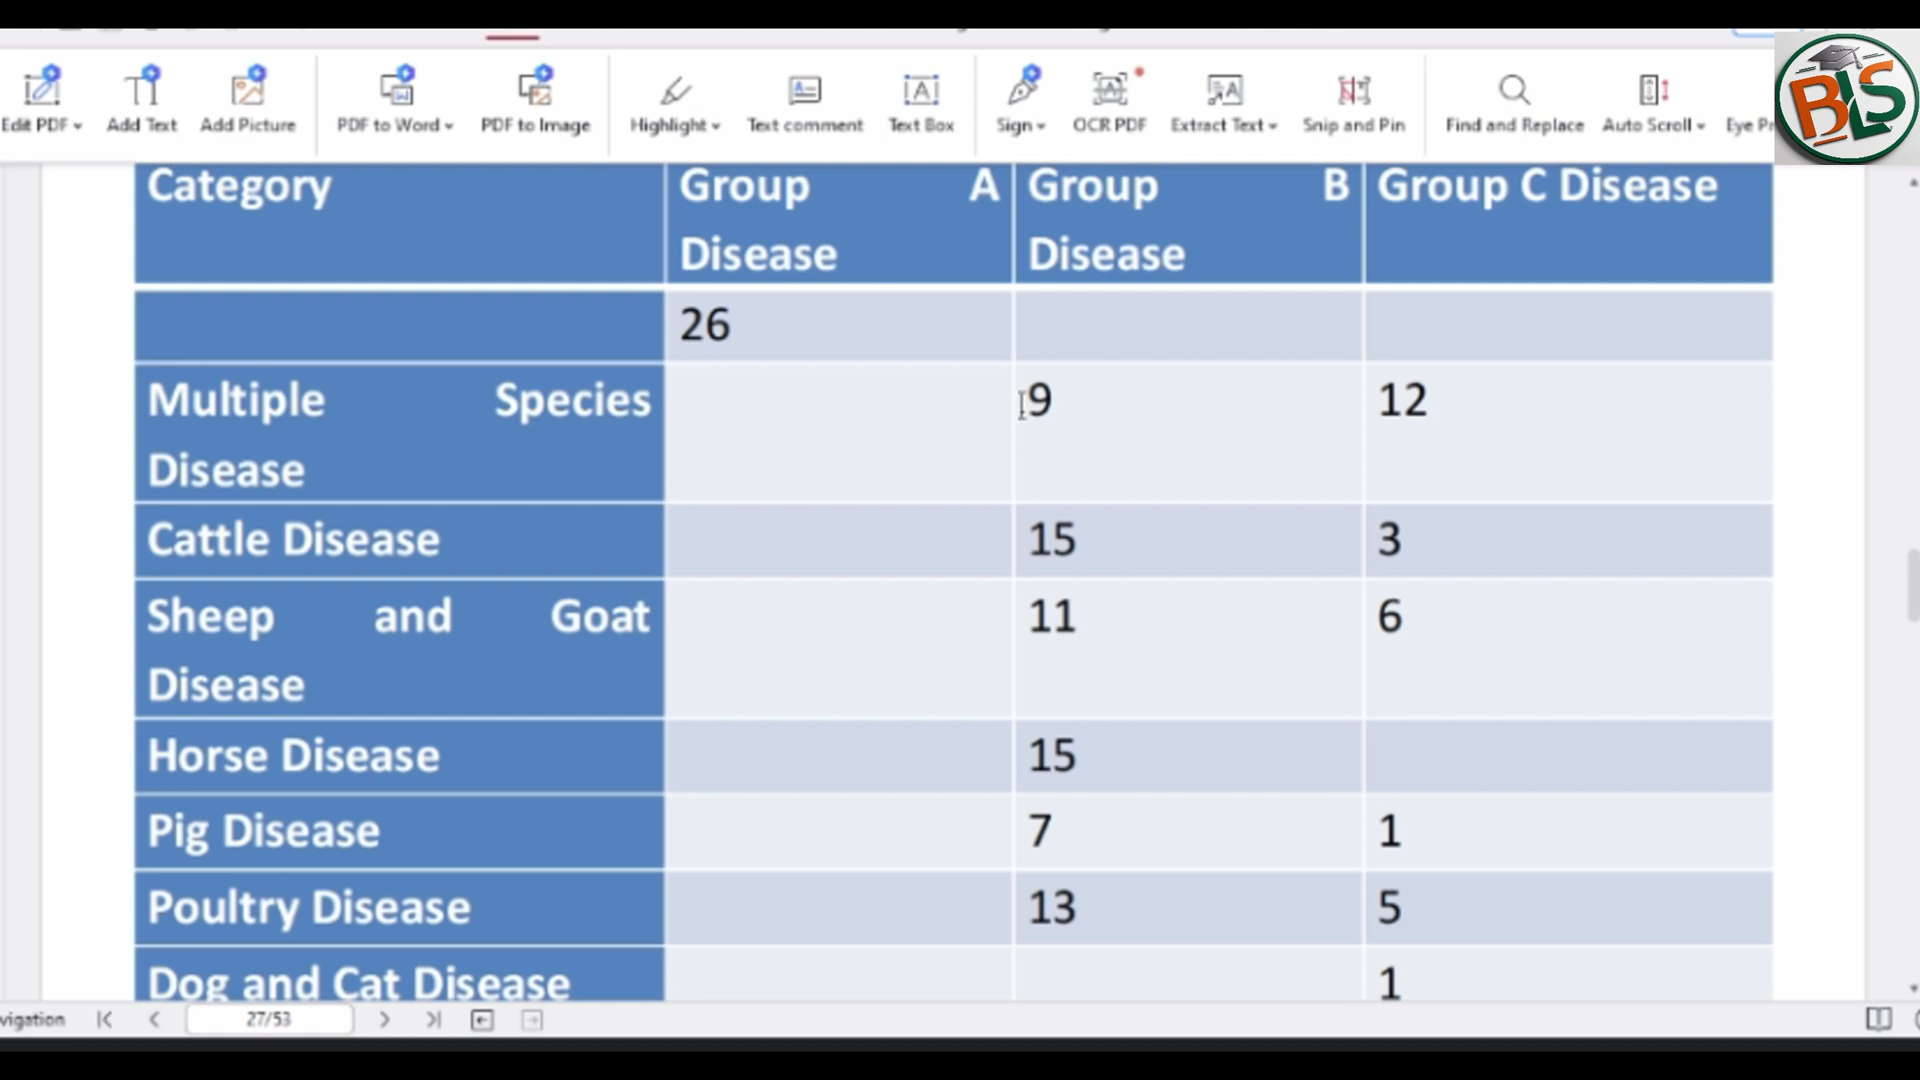 Edit PDF Add Text Add Picture PDF to Word PDF to Image Highlight Text comment Text Box Sign OCR PDF Extract Text Snip and Pin Find and Replace Auto Scroll Eye
BLS
Category Group A Disease Group B Disease Group C Disease
26
Multiple Species Disease 9 12
Cattle Disease 15 3
Sheep and Goat Disease 11 6
Horse Disease 15
Pig Disease 7 1
Poultry Disease 13 5
Dog and Cat Disease 1
vigation 27/53